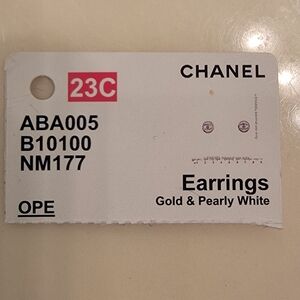 23C
CHANEL
ABA005
B10100
NM177
Earrings
Gold & Pearly White
OPE